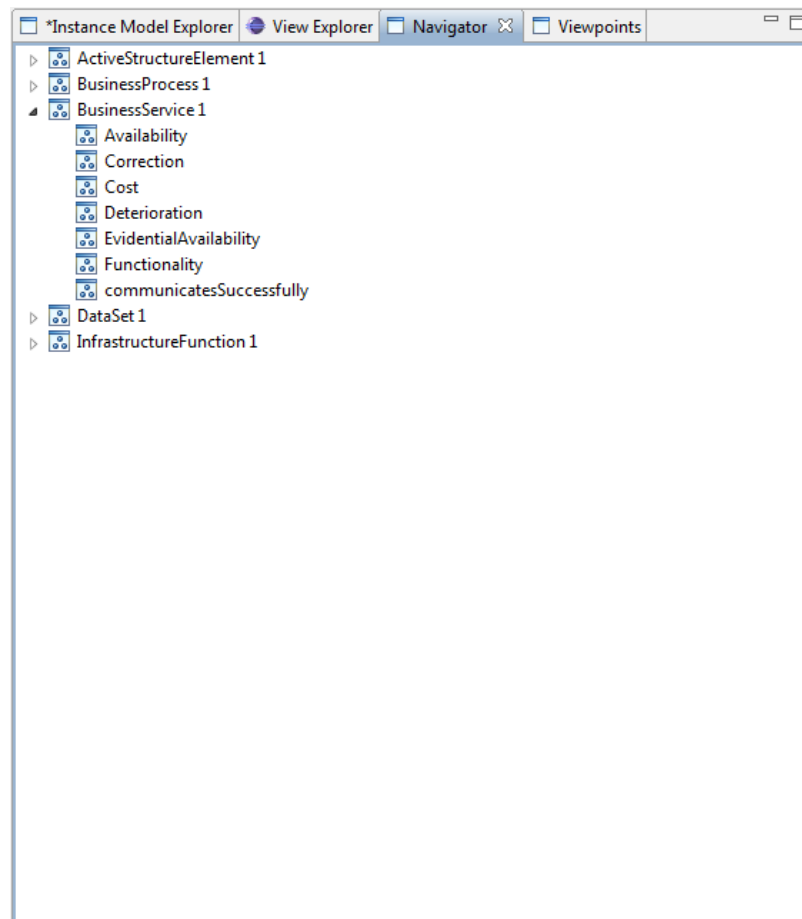 *Instance Model Explorer View Explorer Navigator Viewpoints
ActiveStructureElement 1
BusinessProcess 1
BusinessService 1
Availability
Correction
Cost
Deterioration
EvidentialAvailability
Functionality
communicatesSuccessfully
DataSet 1
InfrastructureFunction 1